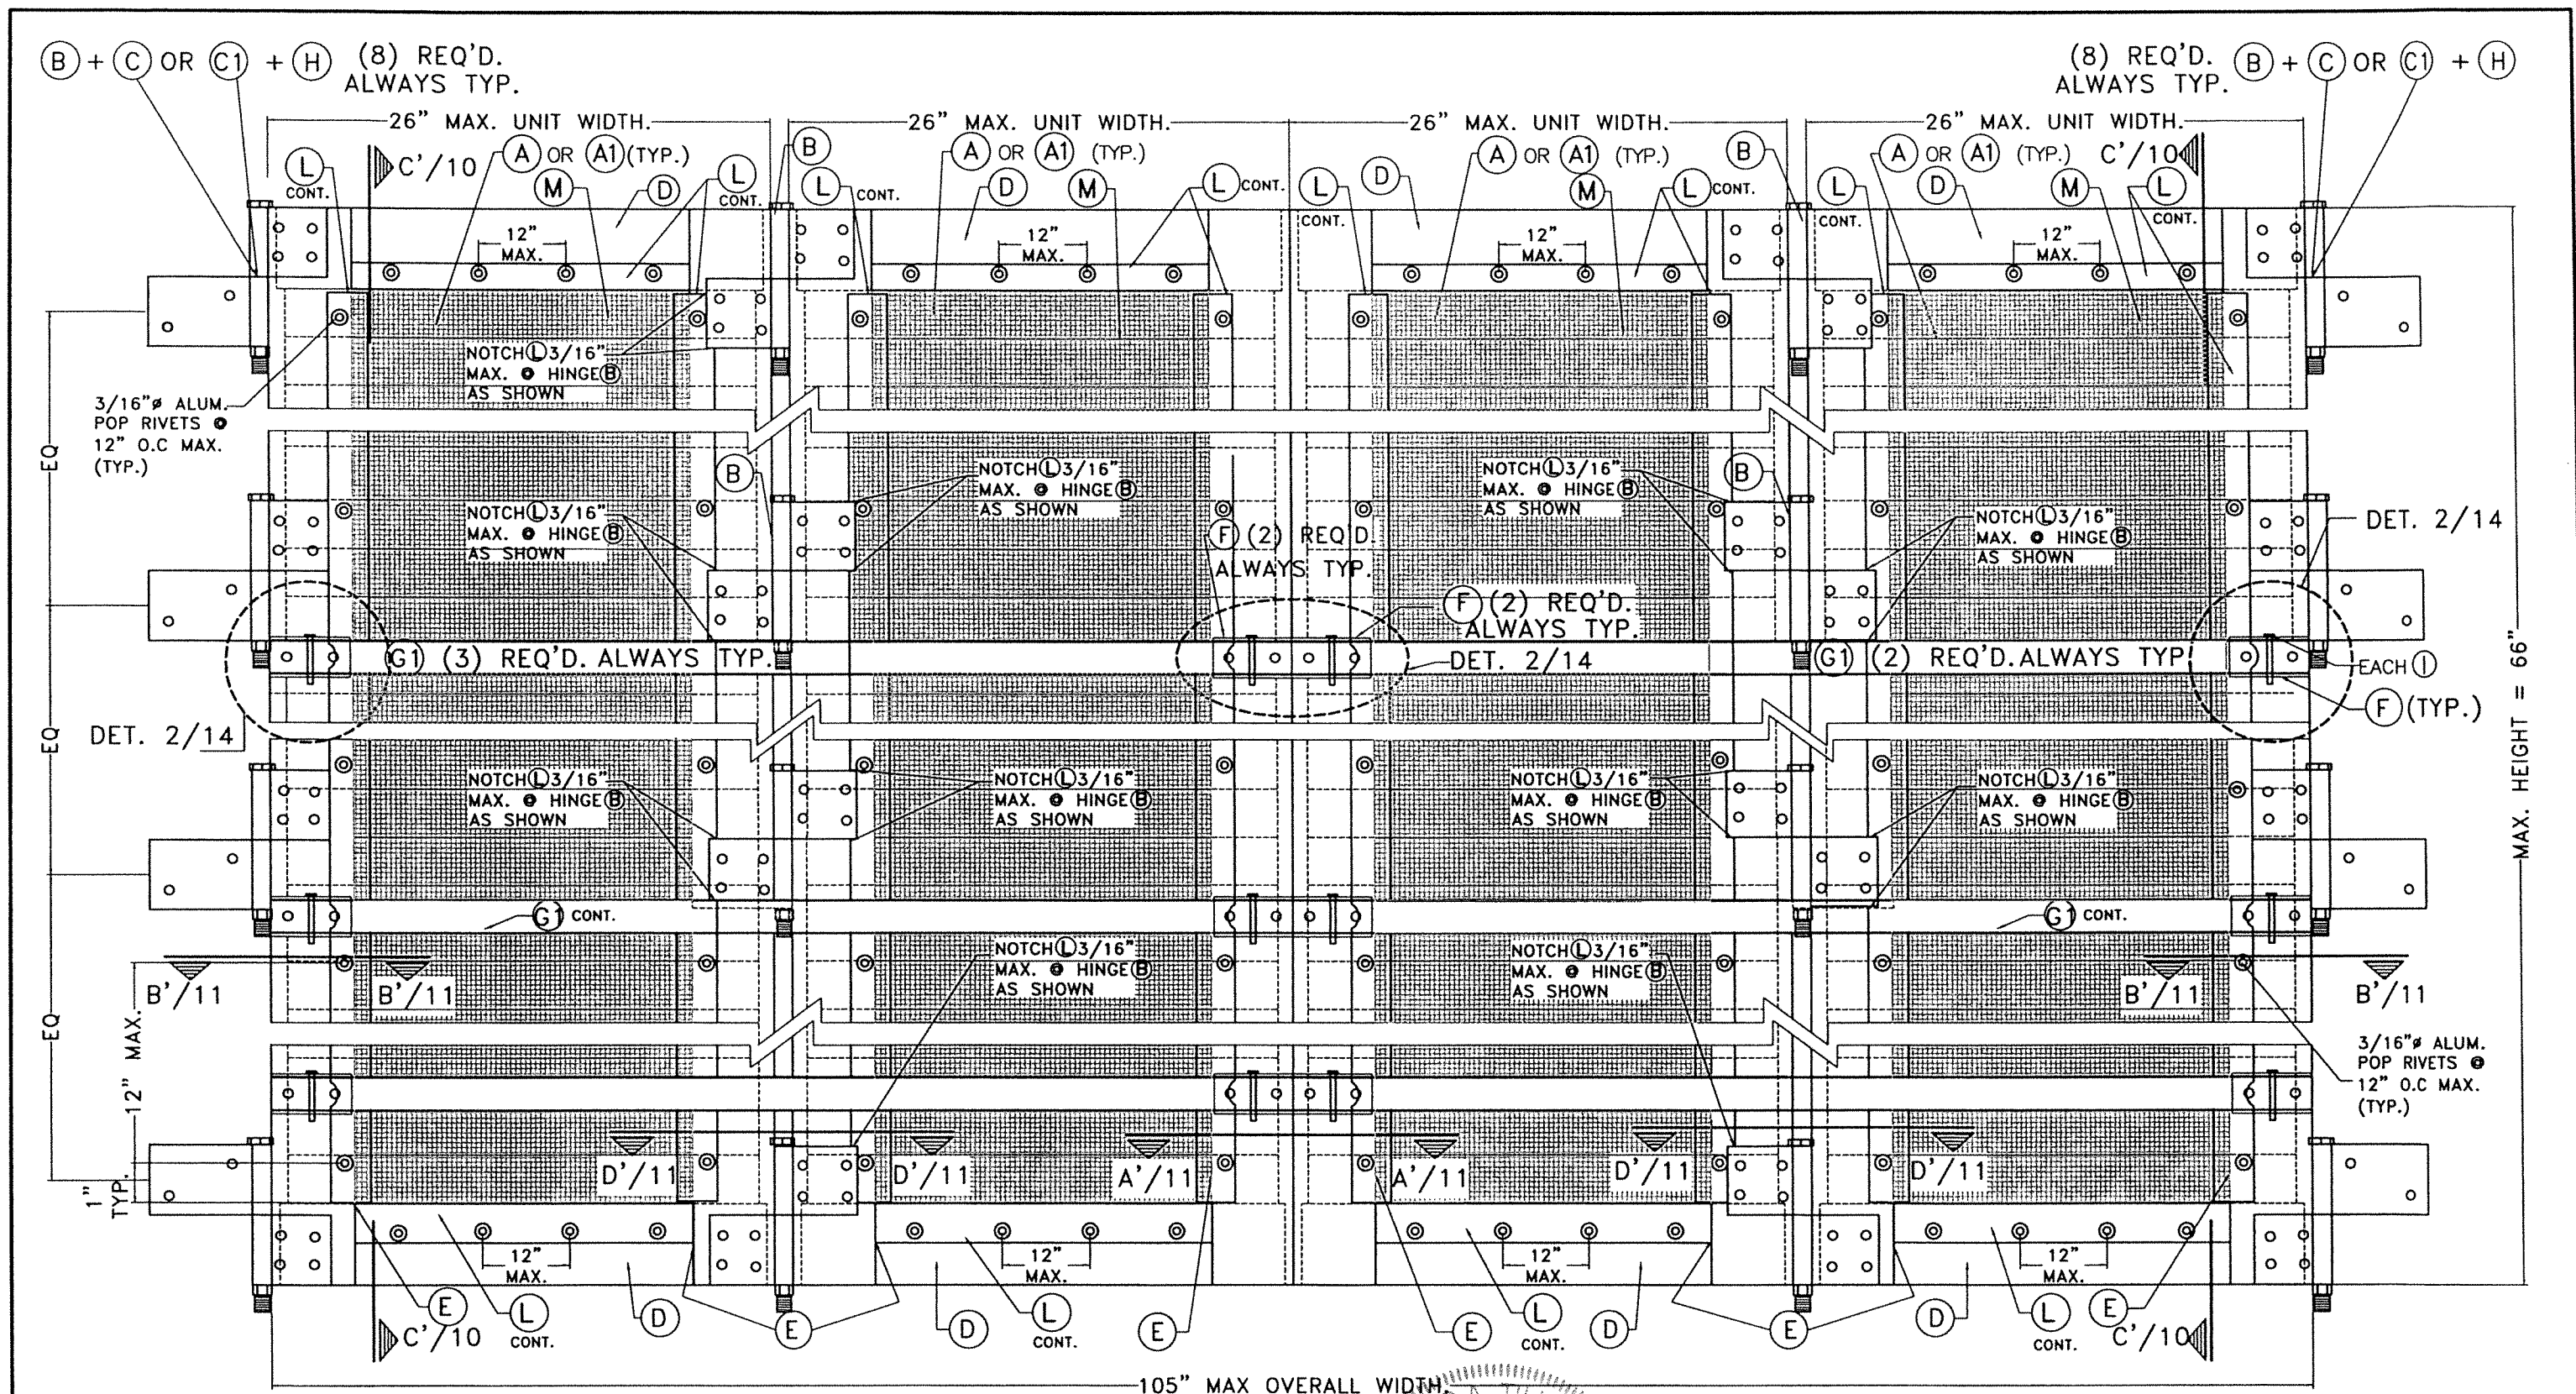 B + C OR C1 + H (8) REQ'D.
ALWAYS TYP.
(8) REQ'D. B + C OR C1 + H
ALWAYS TYP.
26" MAX. UNIT WIDTH.
26" MAX. UNIT WIDTH.
26" MAX. UNIT WIDTH.
26" MAX. UNIT WIDTH.
L
CONT.
C'/10
A OR A1 (TYP.)
M
D
L
CONT.
B
L
CONT.
A OR A1 (TYP.)
D
M
L CONT.
L
CONT.
D
A OR A1 (TYP.)
M
L CONT.
B
L
CONT.
A OR A1 (TYP.)
D
M
C'/10
L
CONT.
12"
MAX.
12"
MAX.
12"
MAX.
12"
MAX.
NOTCH L 3/16"
MAX. @ HINGE B
AS SHOWN
3/16"ø ALUM.
POP RIVETS @
12" O.C MAX.
(TYP.)
EQ
B
NOTCH L 3/16"
MAX. @ HINGE B
AS SHOWN
NOTCH L 3/16"
MAX. @ HINGE B
AS SHOWN
NOTCH L 3/16"
MAX. @ HINGE B
AS SHOWN
B
NOTCH L 3/16"
MAX. @ HINGE B
AS SHOWN
DET. 2/14
F (2) REQ'D
ALWAYS TYP.
F (2) REQ'D.
ALWAYS TYP.
G1 (3) REQ'D. ALWAYS TYP.
DET. 2/14
G1 (2) REQ'D. ALWAYS TYP
EACH I
F (TYP.)
MAX. HEIGHT = 66"
DET. 2/14
EQ
NOTCH L 3/16"
MAX. @ HINGE B
AS SHOWN
NOTCH L 3/16"
MAX. @ HINGE B
AS SHOWN
NOTCH L 3/16"
MAX. @ HINGE B
AS SHOWN
NOTCH L 3/16"
MAX. @ HINGE B
AS SHOWN
G1 CONT.
G1 CONT.
NOTCH L 3/16"
MAX. @ HINGE B
AS SHOWN
NOTCH L 3/16"
MAX. @ HINGE B
AS SHOWN
B'/11
B'/11
B'/11
B'/11
EQ
12" MAX.
3/16"ø ALUM.
POP RIVETS @
12" O.C MAX.
(TYP.)
1"
TYP.
D'/11
D'/11
A'/11
A'/11
D'/11
D'/11
12"
MAX.
12"
MAX.
12"
MAX.
12"
MAX.
C'/10
E
L
CONT.
D
E
D
L
CONT.
E
E
L
CONT.
D
E
D
L
CONT.
E
C'/10
105" MAX OVERALL WIDTH.